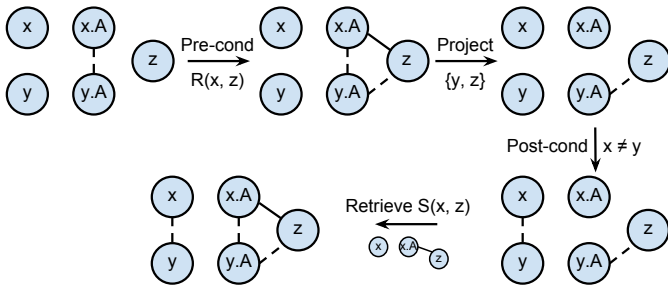 x x.A z
y y.A
Pre-cond
R(x, z)
x x.A z
y y.A
Project
{y, z}
x x.A z
y y.A
Post-cond x ≠ y
x x.A z
y y.A
Retrieve S(x, z)
x x.A z
x x.A z
y y.A